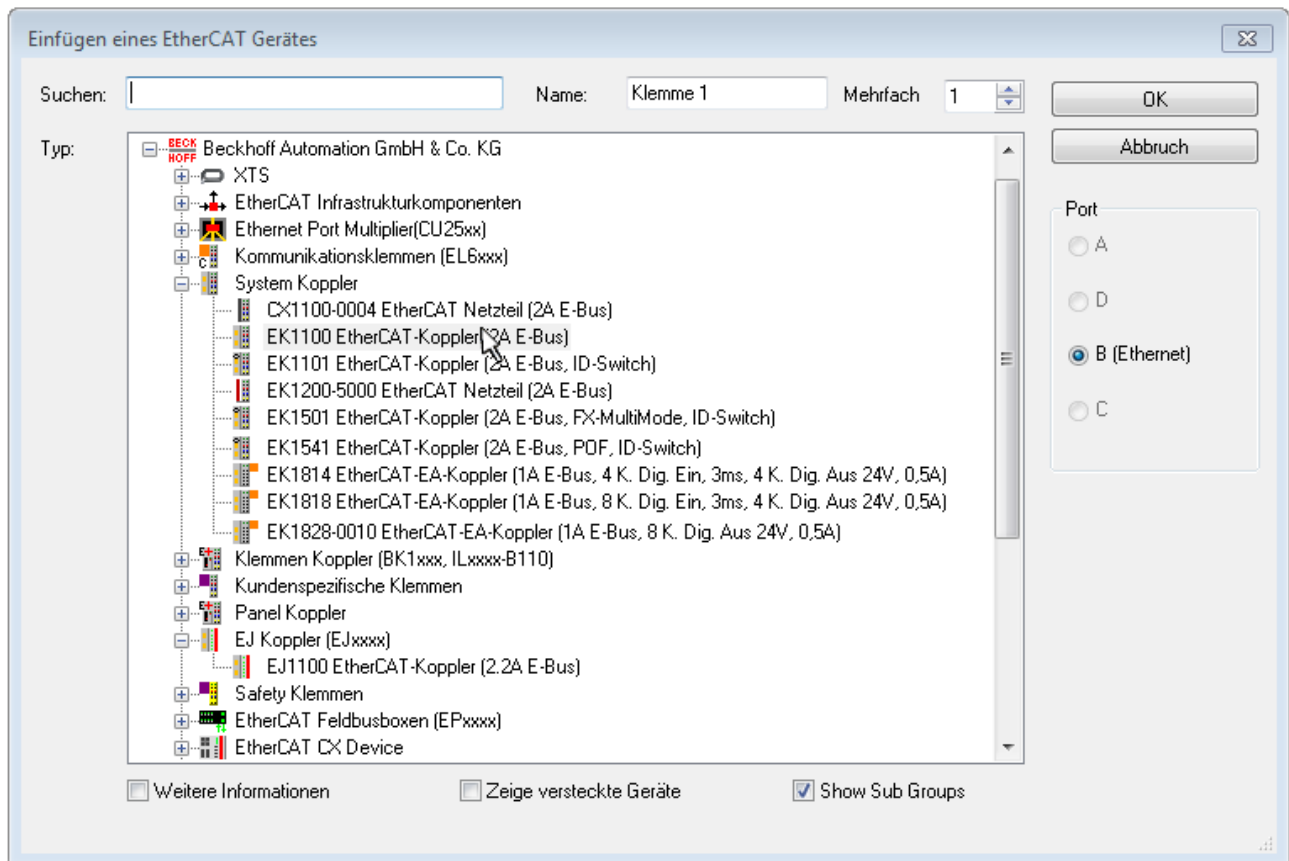 Einfügen eines EtherCAT Gerätes
Suchen: Name: Klemme 1 Mehrfach 1 OK
Typ: BECKHOFF Beckhoff Automation GmbH & Co. KG Abbruch
XTS
EtherCAT Infrastrukturkomponenten
Ethernet Port Multiplier(CU25xx)
C Kommunikationsklemmen (EL6xxx)
System Koppler
CX1100-0004 EtherCAT Netzteil (2A E-Bus)
EK1100 EtherCAT-Koppler (2A E-Bus)
EK1101 EtherCAT-Koppler (2A E-Bus, ID-Switch)
EK1200-5000 EtherCAT Netzteil (2A E-Bus)
EK1501 EtherCAT-Koppler (2A E-Bus, FX-MultiMode, ID-Switch)
EK1541 EtherCAT-Koppler (2A E-Bus, POF, ID-Switch)
EK1814 EtherCAT-EA-Koppler (1A E-Bus, 4 K. Dig. Ein, 3ms, 4 K. Dig. Aus 24V, 0,5A)
EK1818 EtherCAT-EA-Koppler (1A E-Bus, 8 K. Dig. Ein, 3ms, 4 K. Dig. Aus 24V, 0,5A)
EK1828-0010 EtherCAT-EA-Koppler (1A E-Bus, 8 K. Dig. Aus 24V, 0,5A)
Klemmen Koppler (BK1xxx, ILxxxx-B110)
Kundenspezifische Klemmen
Panel Koppler
EJ Koppler (EJxxxx)
EJ1100 EtherCAT-Koppler (2.2A E-Bus)
Safety Klemmen
EtherCAT Feldbusboxen (EPxxxx)
EtherCAT CX Device
Port
A
D
B (Ethernet)
C
Weitere Informationen Zeige versteckte Geräte Show Sub Groups